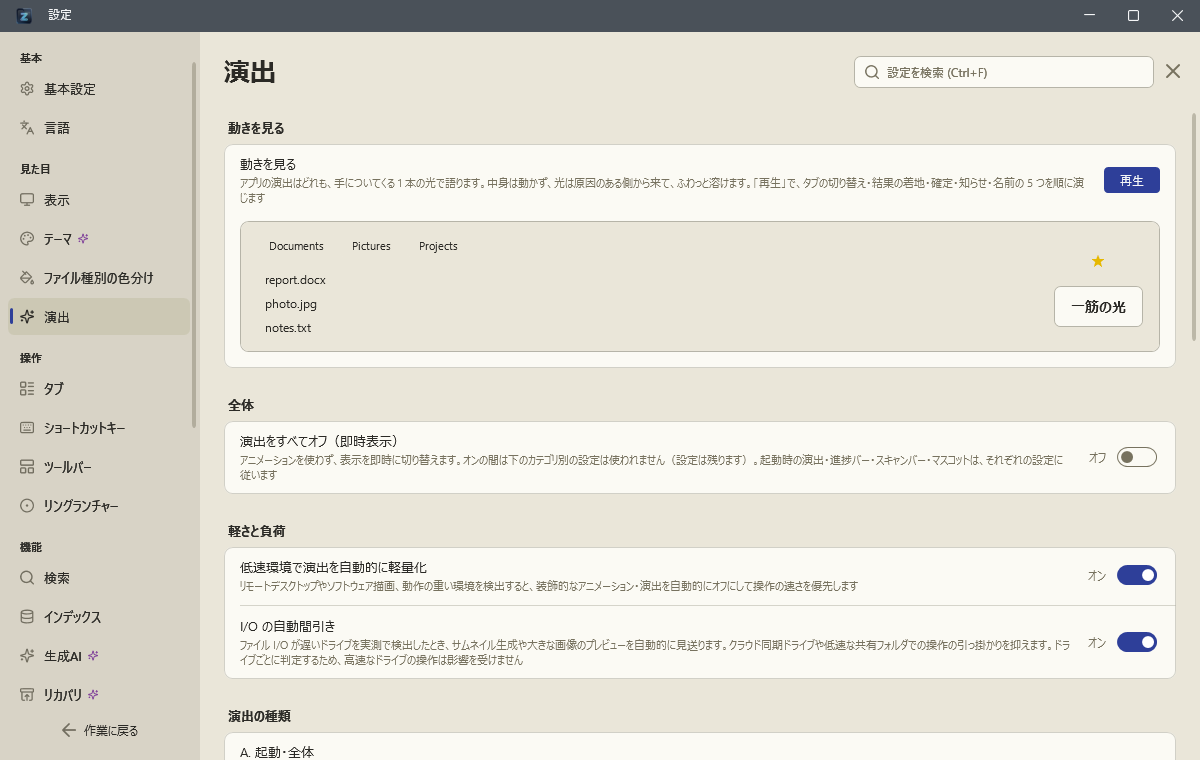 設定
基本
基本設定
言語
見た目
表示
テーマ
ファイル種別の色分け
演出
操作
タブ
ショートカットキー
ツールバー
リングランチャー
機能
検索
インデックス
生成AI
リカバリ
作業に戻る
演出
設定を検索 (Ctrl+F)
動きを見る
動きを見る
アプリの演出はどれも、手についてくる 1 本の光で語ります。中身は動かず、光は原因のある側から来て、ふわっと溶けます。「再生」で、タブの切り替え・結果の着地・確定・知らせ・名前の 5 つを順に演
じます
再生
Documents
Pictures
Projects
report.docx
photo.jpg
notes.txt
一筋の光
全体
演出をすべてオフ（即時表示）
アニメーションを使わず、表示を即時に切り替えます。オンの間は下のカテゴリ別の設定は使われません（設定は残ります）。起動時の演出・進捗バー・スキャンバー・マスコットは、それぞれの設定に
従います
オフ
軽さと負荷
低速環境で演出を自動的に軽量化
リモートデスクトップやソフトウェア描画、動作の重い環境を検出すると、装飾的なアニメーション・演出を自動的にオフにして操作の速さを優先します
オン
I/O の自動間引き
ファイル I/O が遅いドライブを実測で検出したとき、サムネイル生成や大きな画像のプレビューを自動的に見送ります。クラウド同期ドライブや低速な共有フォルダでの操作の引っ掛かりを抑えます。ドラ
イブごとに判定するため、高速なドライブの操作は影響を受けません
オン
演出の種類
A. 起動・全体